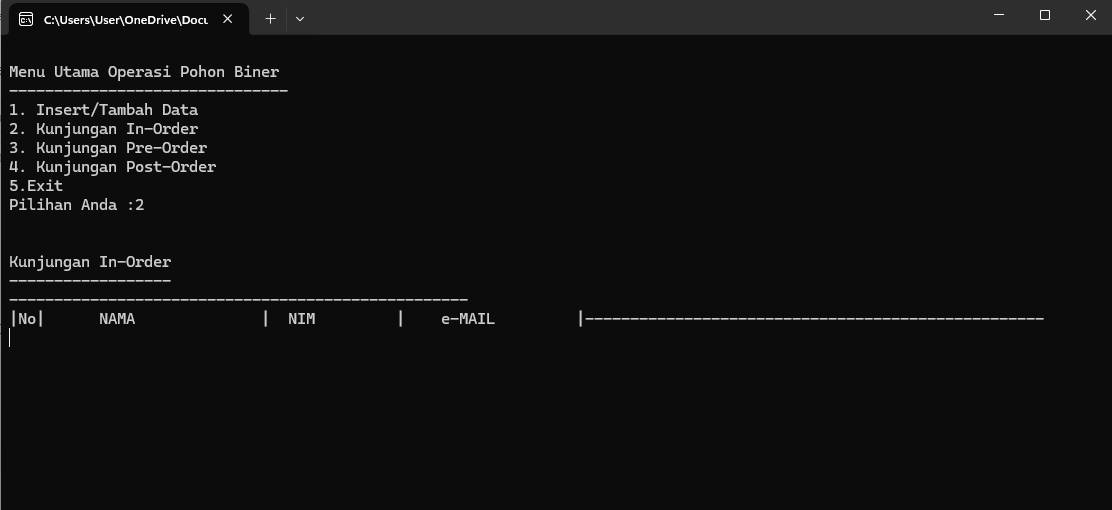 C:\Users\User\OneDrive\Docu
Menu Utama Operasi Pohon Biner
-------------------------------
1. Insert/Tambah Data
2. Kunjungan In-Order
3. Kunjungan Pre-Order
4. Kunjungan Post-Order
5.Exit
Pilihan Anda :2
Kunjungan In-Order
------------------
---------------------------------------------------
|No|      NAMA              |  NIM         |    e-MAIL         |---------------------------------------------------